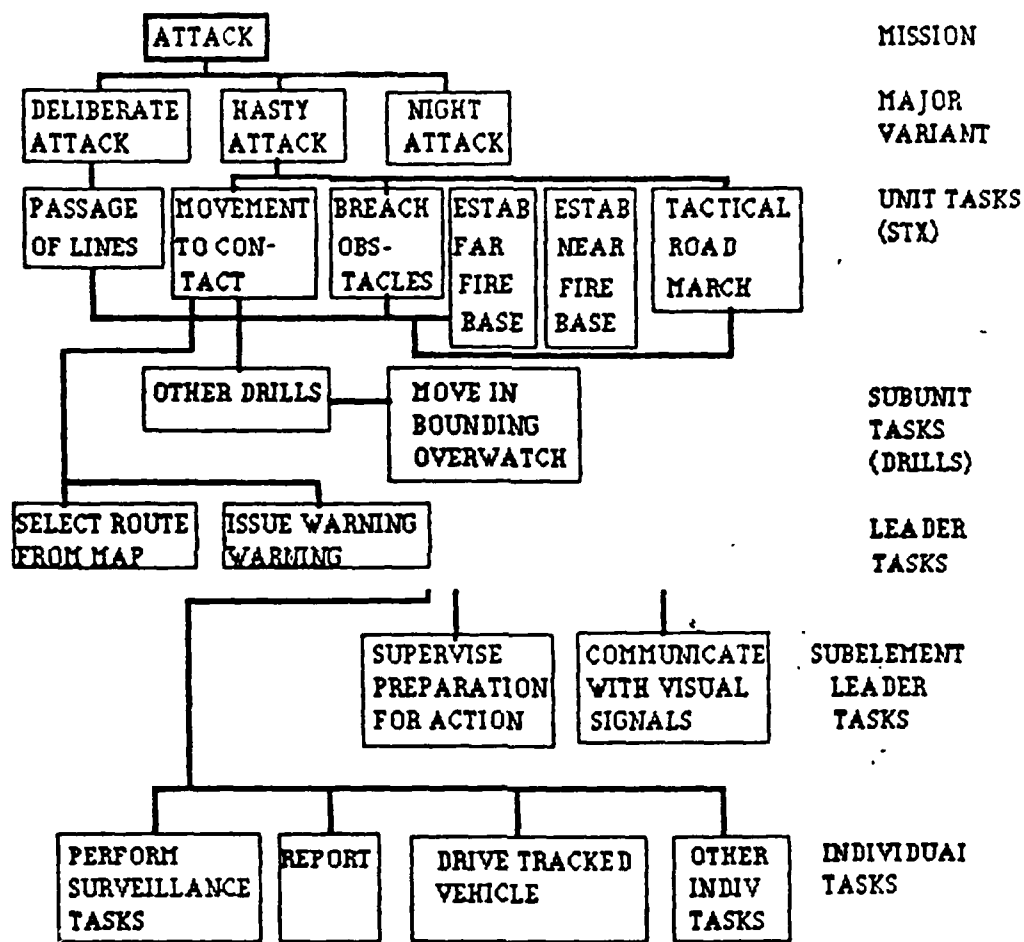 ATTACK
MISSION
DELIBERATE
ATTACK
HASTY
ATTACK
NIGHT
ATTACK
MAJOR
VARIANT
PASSAGE
OF LINES
MOVEMENT
TO CON-
TACT
BREACH
OBS-
TACLES
ESTAB
FAR
FIRE
BASE
ESTAB
NEAR
FIRE
BASE
TACTICAL
ROAD
MARCH
UNIT TASKS
(STX)
OTHER DRILLS
MOVE IN
BOUNDING
OVERWATCH
SUBUNIT
TASKS
(DRILLS)
SELECT ROUTE
FROM MAP
ISSUE WARNING
WARNING
LEADER
TASKS
SUPERVISE
PREPARATION
FOR ACTION
COMMUNICATE
WITH VISUAL
SIGNALS
SUBELEMENT
LEADER
TASKS
PERFORM
SURVEILLANCE
TASKS
REPORT
DRIVE TRACKED
VEHICLE
OTHER
INDIV
TASKS
INDIVIDUAI
TASKS